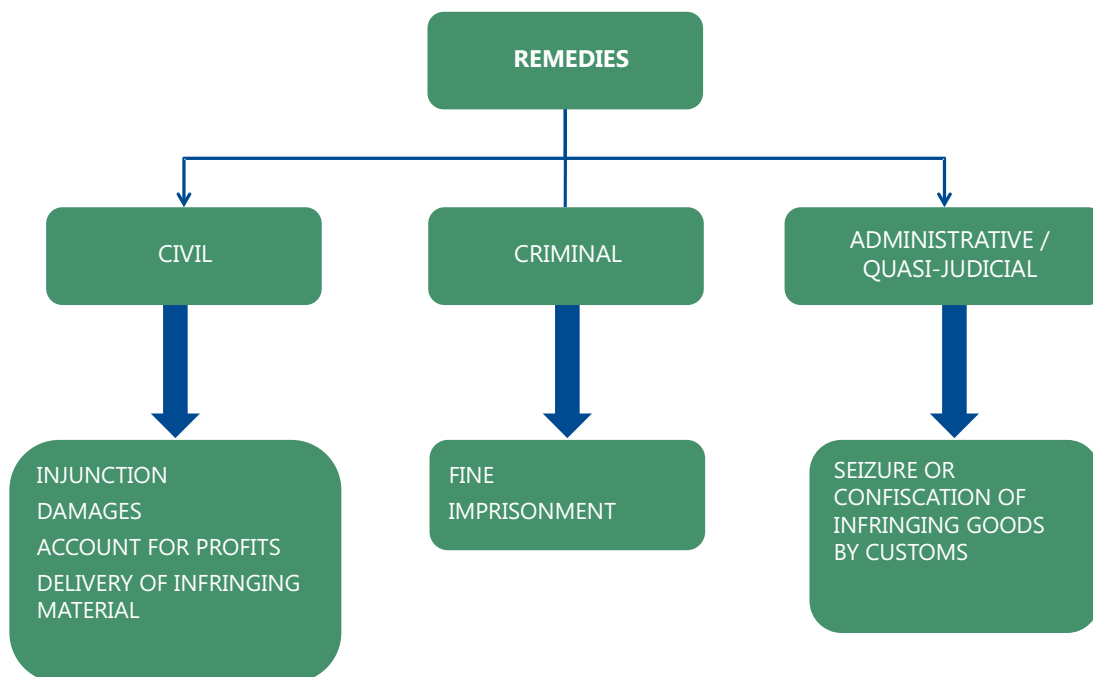 REMEDIES
CIVIL
CRIMINAL
ADMINISTRATIVE /
QUASI-JUDICIAL
INJUNCTION
DAMAGES
ACCOUNT FOR PROFITS
DELIVERY OF INFRINGING
MATERIAL
FINE
IMPRISONMENT
SEIZURE OR
CONFISCATION OF
INFRINGING GOODS
BY CUSTOMS